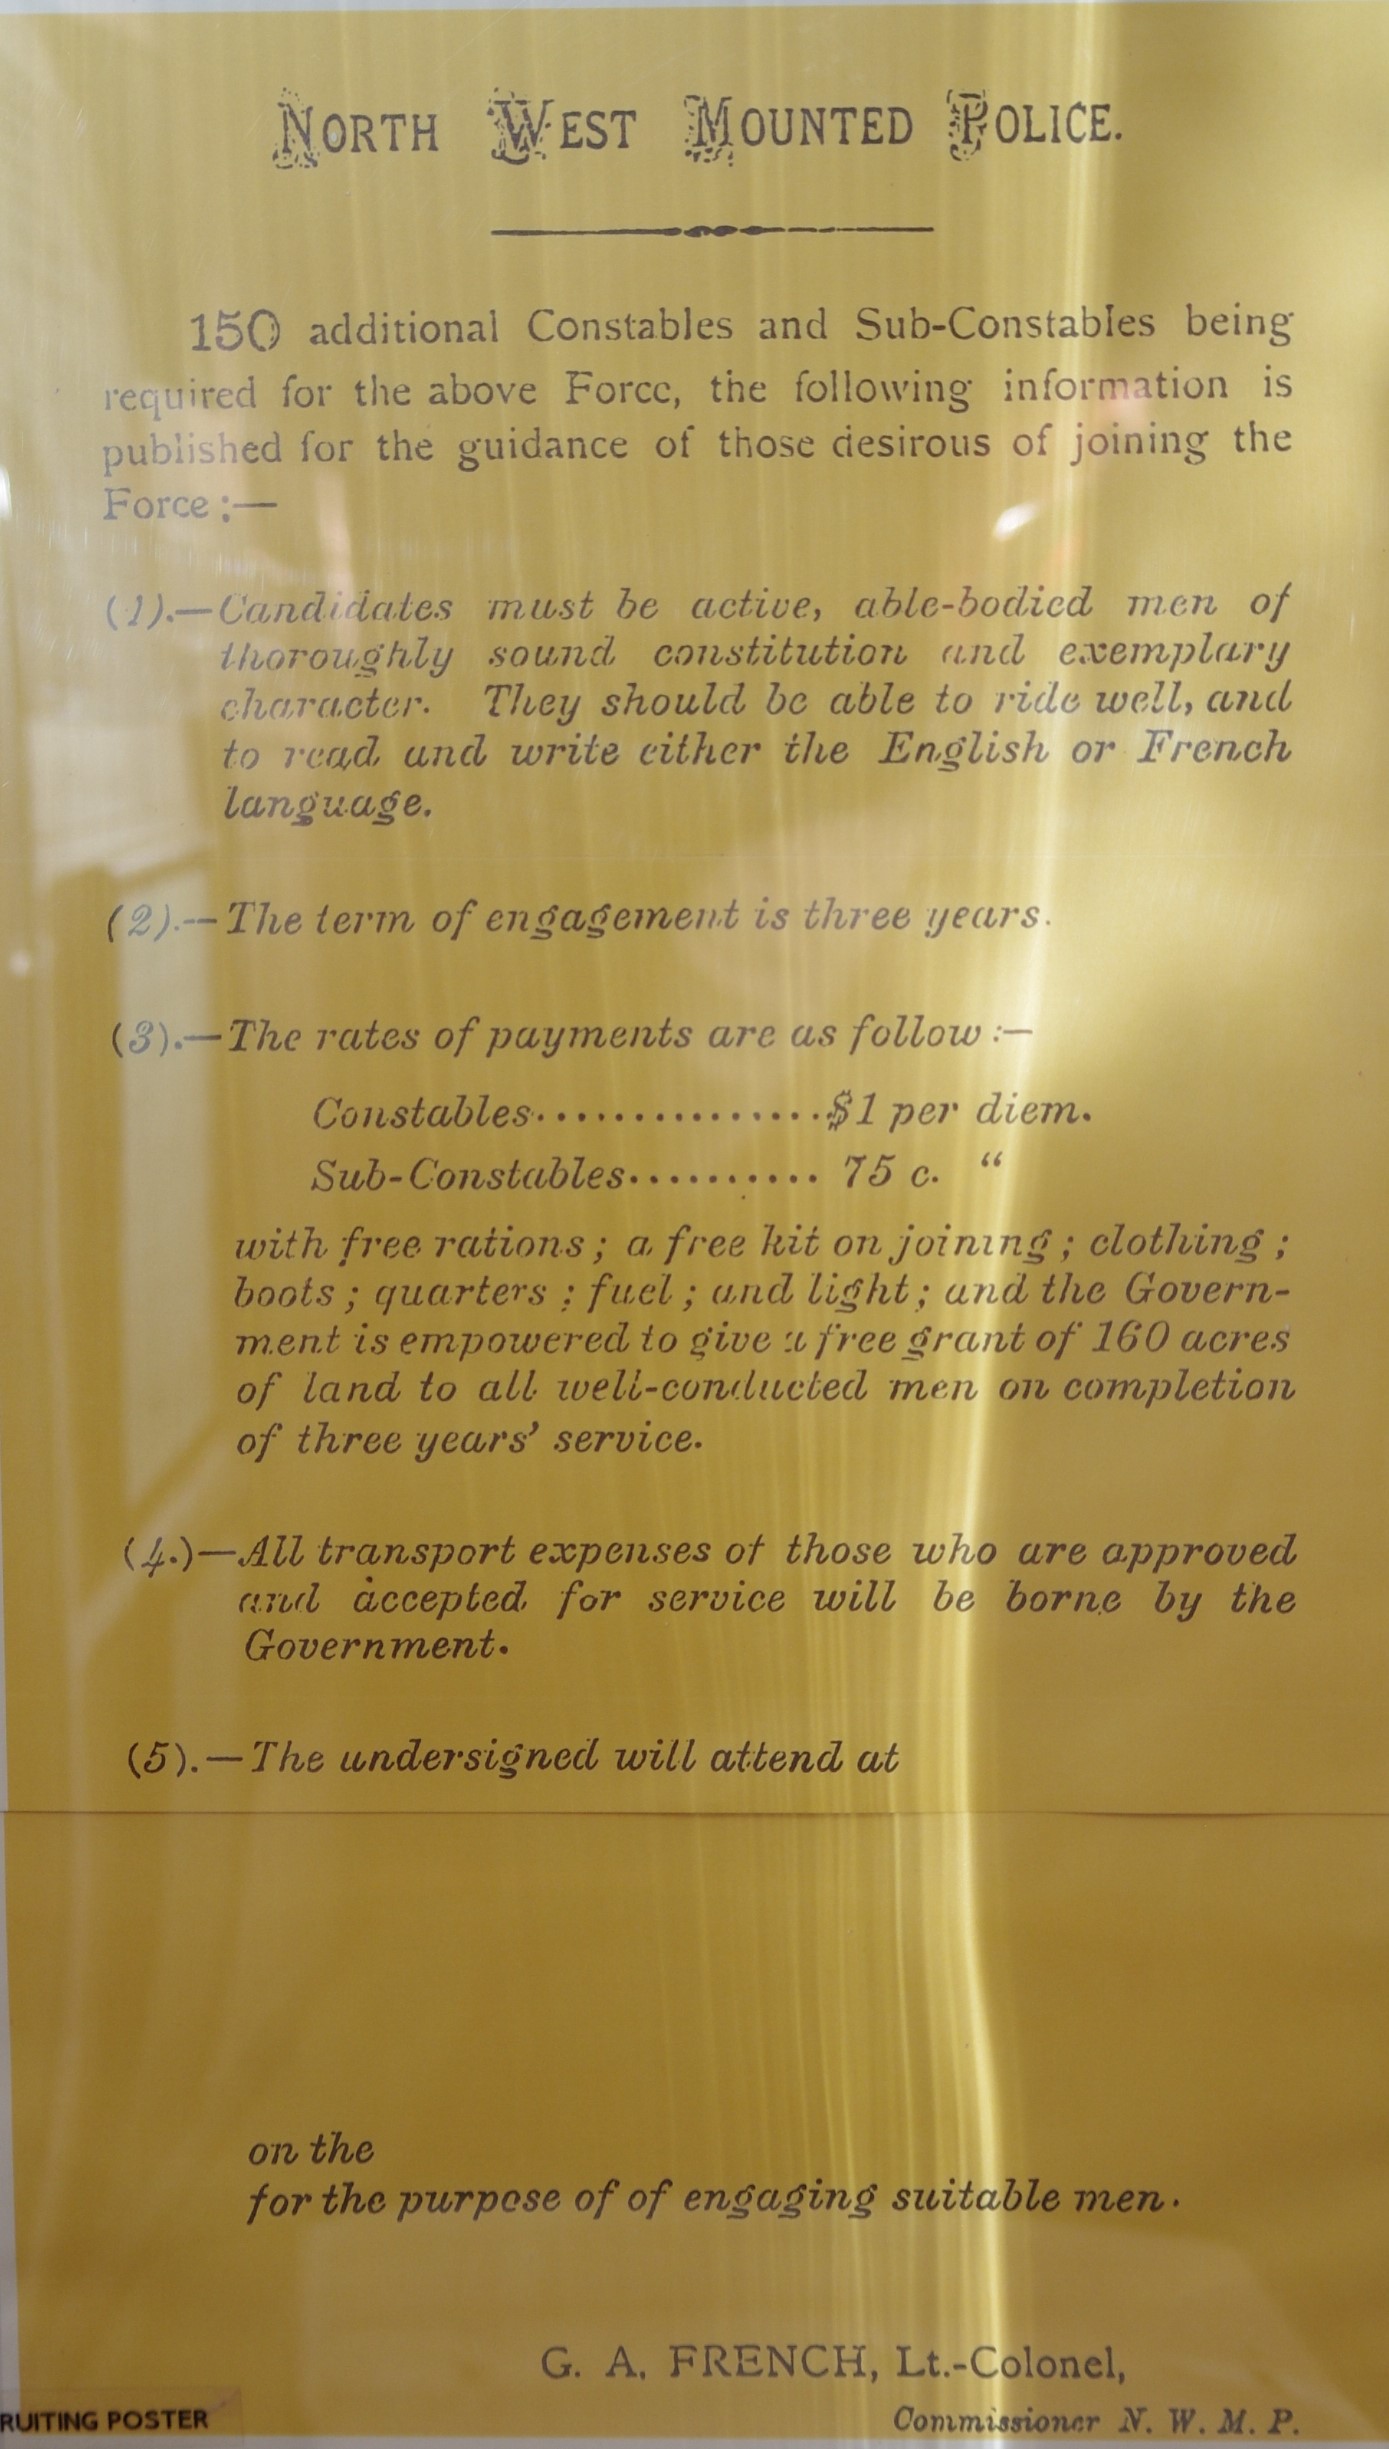 NORTH WEST MOUNTED POLICE.
150 additional Constables and Sub-Constables being
required for the above Force, the following information is
published for the guidance of those desirous of joining the
Force :—
(1).—Candidates must be active, able-bodied men of
thoroughly sound constitution and exemplary
character. They should be able to ride well, and
to read and write either the English or French
language.
(2).—The term of engagement is three years.
(3).—The rates of payments are as follow :—
Constables...............$1 per diem.
Sub-Constables.......... 75 c. “
with free rations ; a free kit on joining ; clothing ;
boots ; quarters ; fuel ; and light ; and the Govern-
ment is empowered to give a free grant of 160 acres
of land to all well-conducted men on completion
of three years’ service.
(4.)—All transport expenses of those who are approved
and accepted for service will be borne by the
Government.
(5).—The undersigned will attend at
on the
for the purpose of of engaging suitable men.
G. A. FRENCH, Lt.-Colonel,
Commissioner N. W. M. P.
RUITING POSTER